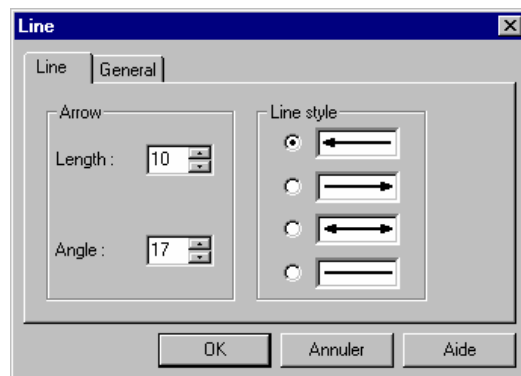 Line
Line General
Arrow Line style
Length : 10
Angle : 17
OK Annuler Aide